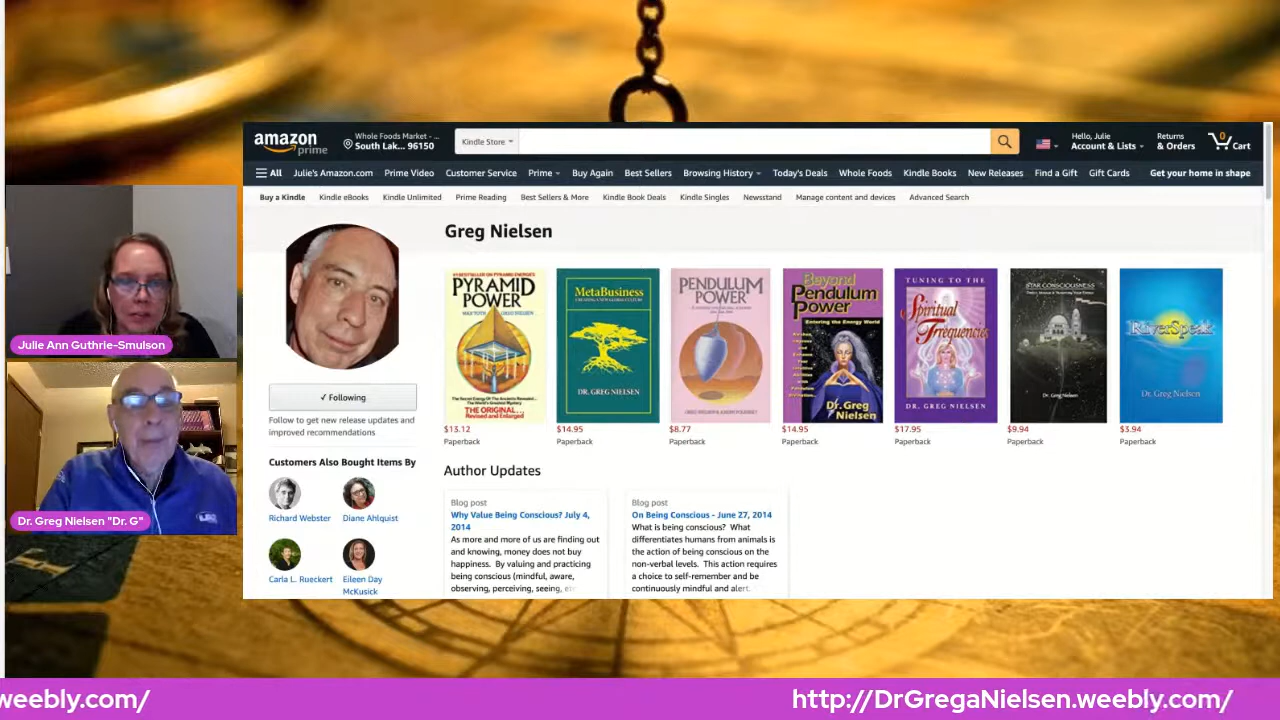 amazon
prime
Whole Foods Market - ...
South Lak... 96150
Kindle Store
Hello, Julie
Account & Lists
Returns
& Orders
0
Cart
All
Julie's Amazon.com
Prime Video
Customer Service
Prime
Buy Again
Best Sellers
Browsing History
Today's Deals
Whole Foods
Kindle Books
New Releases
Find a Gift
Gift Cards
Get your home in shape
Buy a Kindle
Kindle eBooks
Kindle Unlimited
Prime Reading
Best Sellers & More
Kindle Book Deals
Kindle Singles
Newsstand
Manage content and devices
Advanced Search
Greg Nielsen
PYRAMID
POWER
THE ORIGINAL...
Revised and Enlarged
$13.12
Paperback
MetaBusiness
DR. GREG NIELSEN
$14.95
Paperback
PENDULUM
POWER
$8.77
Paperback
Beyond
Pendulum
Power
Entering the Energy World
Dr. Greg
Nielsen
$14.95
Paperback
TUNING TO THE
Spiritual
Frequencies
DR. GREG NIELSEN
$17.95
Paperback
STAR CONSCIOUSNESS
Dr. Greg Nielsen
$9.94
Paperback
RiverSpeak
Dr. Greg Nielsen
$3.94
Paperback
✓ Following
Follow to get new release updates and
improved recommendations
Customers Also Bought Items By
Richard Webster
Diane Ahlquist
Carla L. Rueckert
Eileen Day
McKusick
Author Updates
Blog post
Why Value Being Conscious? July 4,
2014
As more and more of us are finding out
and knowing, money does not buy
happiness. By valuing and practicing
being conscious (mindful, aware,
observing, perceiving, seeing,
Blog post
On Being Conscious - June 27, 2014
What is being conscious? What
differentiates humans from animals is
the action of being conscious on the
non-verbal levels. This action requires
a choice to self-remember and be
continuously mindful and alert.
Julie Ann Guthrie-Smulson
Dr. Greg Nielsen "Dr. G"
weebly.com/
http://DrGregaNielsen.weebly.com/